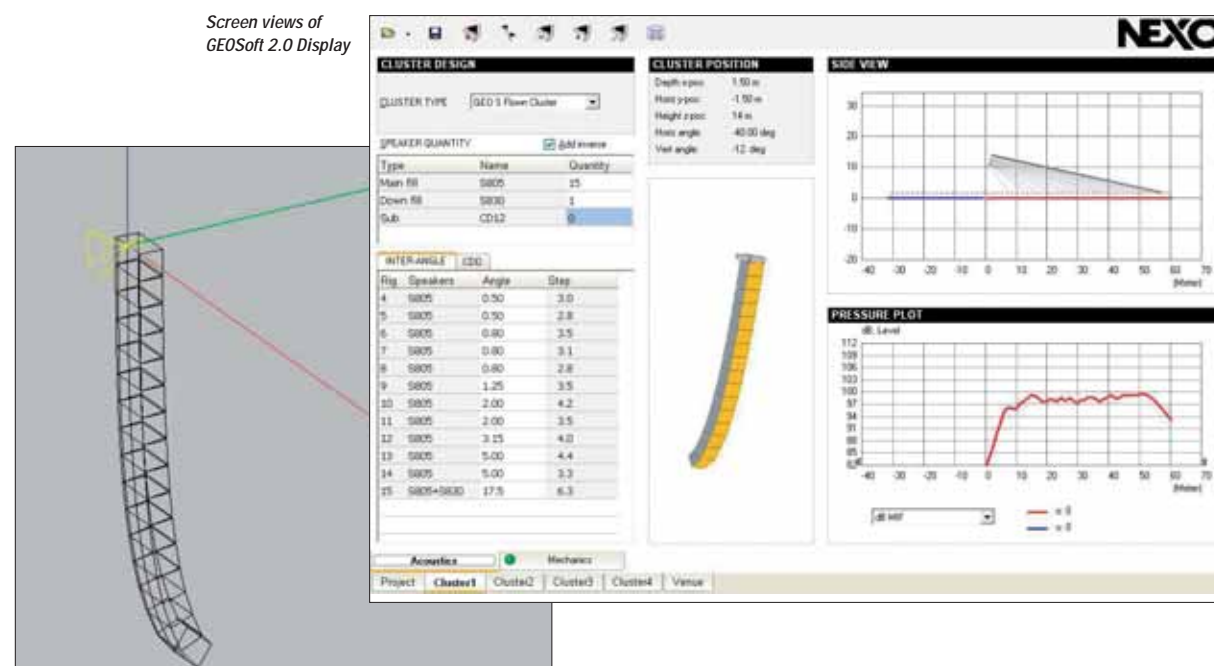 Screen views of
GEOSoft 2.0 Display
NEXO
CLUSTER DESIGN
CLUSTER TYPE GEO S Flown Cluster
SPEAKER QUANTITY Add inverse
Type Name Quantity
Main fill S805 15
Down fill S830 1
Sub CD12 0
INTER-ANGLE CDD
Rig Speakers Angle Step
4 S805 0.50 3.0
5 S805 0.50 2.8
6 S805 0.80 3.5
7 S805 0.80 3.1
8 S805 0.80 2.8
9 S805 1.25 3.5
10 S805 2.00 4.2
11 S805 2.00 3.5
12 S805 3.15 4.0
13 S805 5.00 4.4
14 S805 5.00 3.3
15 S805+S830 17.5 6.3
Acoustics Mechanics
Project Cluster1 Cluster2 Cluster3 Cluster4 Venue
CLUSTER POSITION
Depth x-pos: 1.50 m
Horis y-pos: -1.50 m
Height z-pos: 14 m
Horis angle: -40.00 deg
Vert angle: -12. deg
SIDE VIEW
30
20
10
0
-10
-20
-40 -30 -20 -10 0 10 20 30 40 50 60 70
(Meter)
PRESSURE PLOT
dB. Level
112
109
106
103
100
97
94
91
88
85
82
-40 -30 -20 -10 0 10 20 30 40 50 60 70
(Meter)